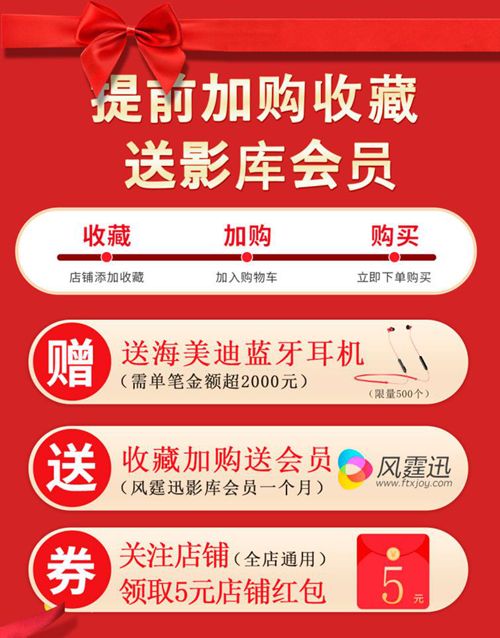 提前加购收藏
送影库会员
收藏 加购 购买
店铺添加收藏 加入购物车 立即下单购买
赠 送海美迪蓝牙耳机
(需单笔金额超2000元)
(限量500个)
送 收藏加购送会员
(风霆迅影库会员一个月)
风霆迅
www.ftxjoy.com
券 关注店铺(全店通用)
领取5元店铺红包
5元